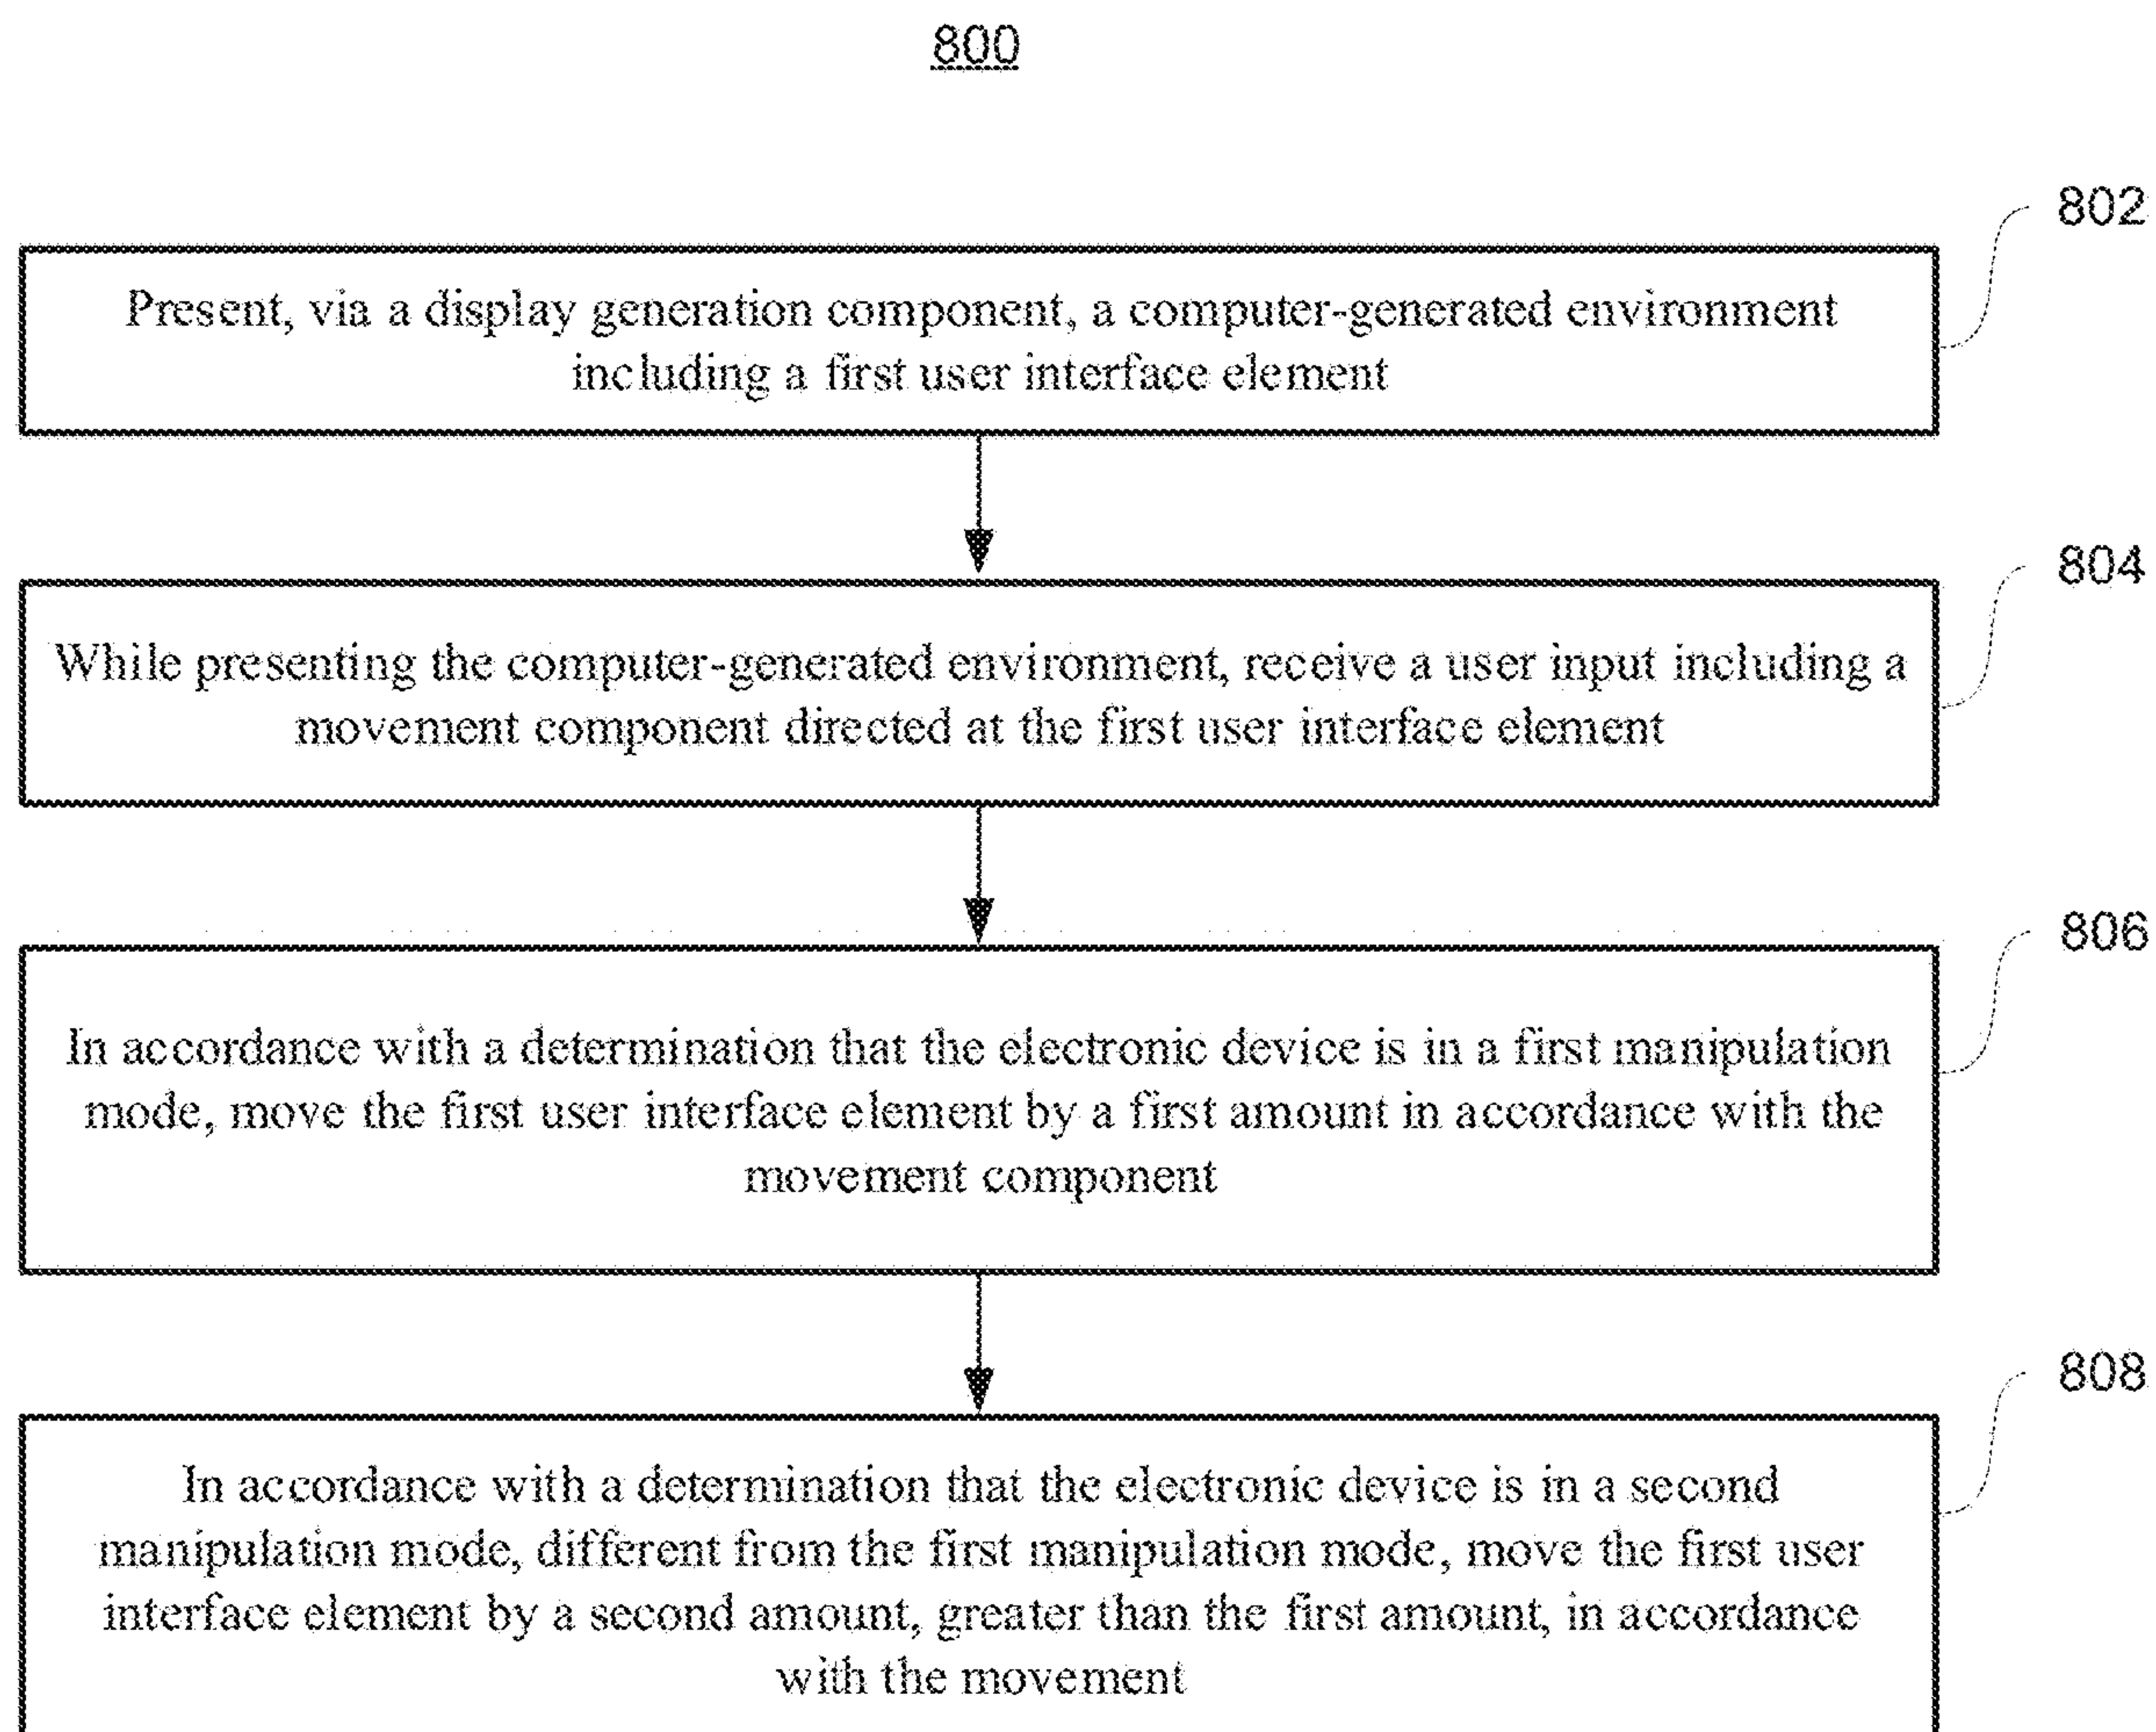 800
802
Present, via a display generation component, a computer-generated environment
including a first user interface element
804
While presenting the computer-generated environment, receive a user input including a
movement component directed at the first user interface element
806
In accordance with a determination that the electronic device is in a first manipulation
mode, move the first user interface element by a first amount in accordance with the
movement component
808
In accordance with a determination that the electronic device is in a second
manipulation mode, different from the first manipulation mode, move the first user
interface element by a second amount, greater than the first amount, in accordance
with the movement